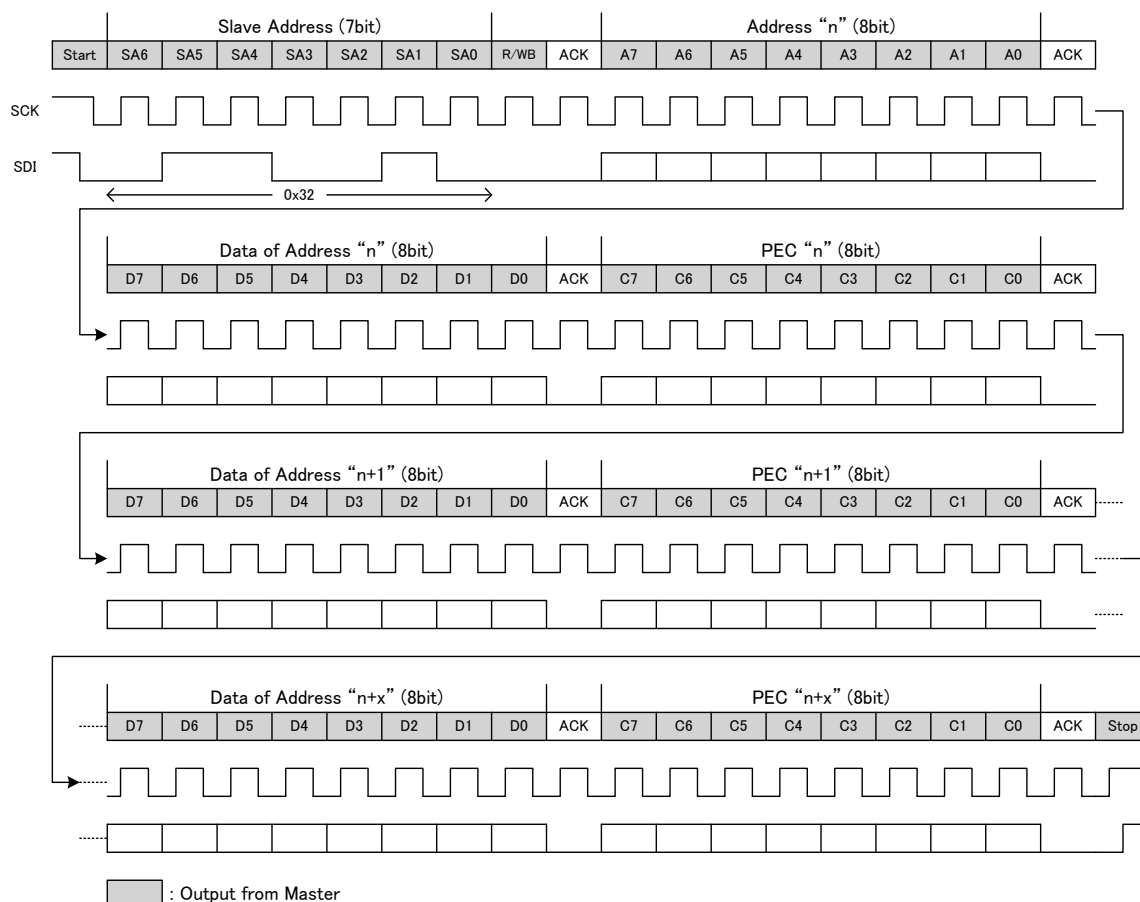 Slave Address (7bit) Address “n” (8bit)
Start SA6 SA5 SA4 SA3 SA2 SA1 SA0 R/WB ACK A7 A6 A5 A4 A3 A2 A1 A0 ACK
SCK
SDI
0x32
Data of Address “n” (8bit) PEC “n” (8bit)
D7 D6 D5 D4 D3 D2 D1 D0 ACK C7 C6 C5 C4 C3 C2 C1 C0 ACK
Data of Address “n+1” (8bit) PEC “n+1” (8bit)
D7 D6 D5 D4 D3 D2 D1 D0 ACK C7 C6 C5 C4 C3 C2 C1 C0 ACK
Data of Address “n+x” (8bit) PEC “n+x” (8bit)
D7 D6 D5 D4 D3 D2 D1 D0 ACK C7 C6 C5 C4 C3 C2 C1 C0 ACK Stop
: Output from Master